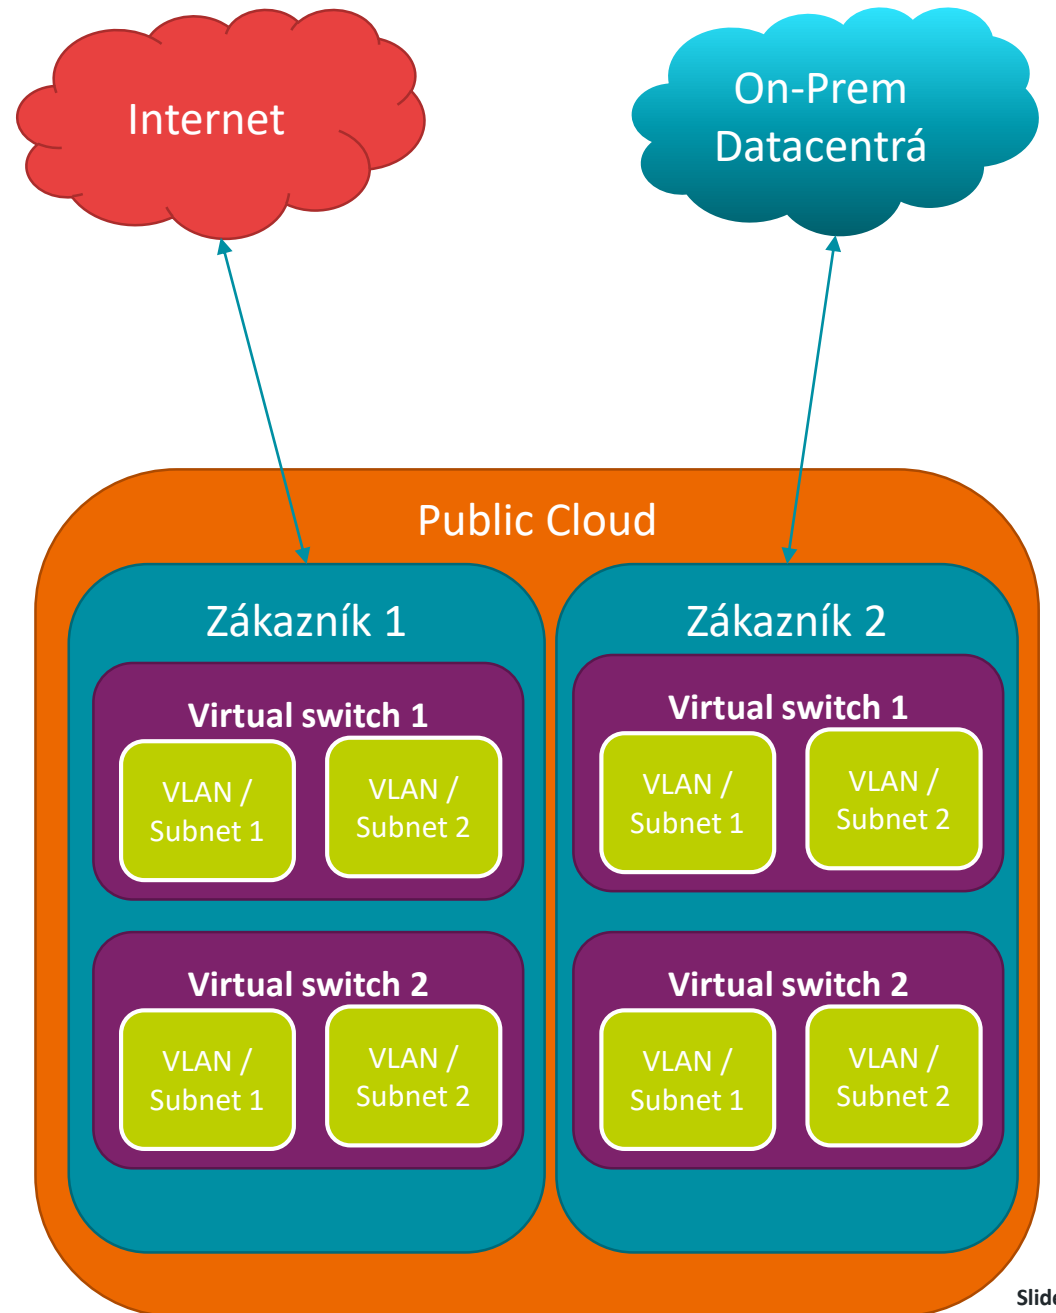 Internet
On-Prem
Datacentrá
Public Cloud
Zákazník 1
Virtual switch 1
VLAN /
Subnet 1
VLAN /
Subnet 2
Virtual switch 2
VLAN /
Subnet 1
VLAN /
Subnet 2
Zákazník 2
Virtual switch 1
VLAN /
Subnet 1
VLAN /
Subnet 2
Virtual switch 2
VLAN /
Subnet 1
VLAN /
Subnet 2
Slide